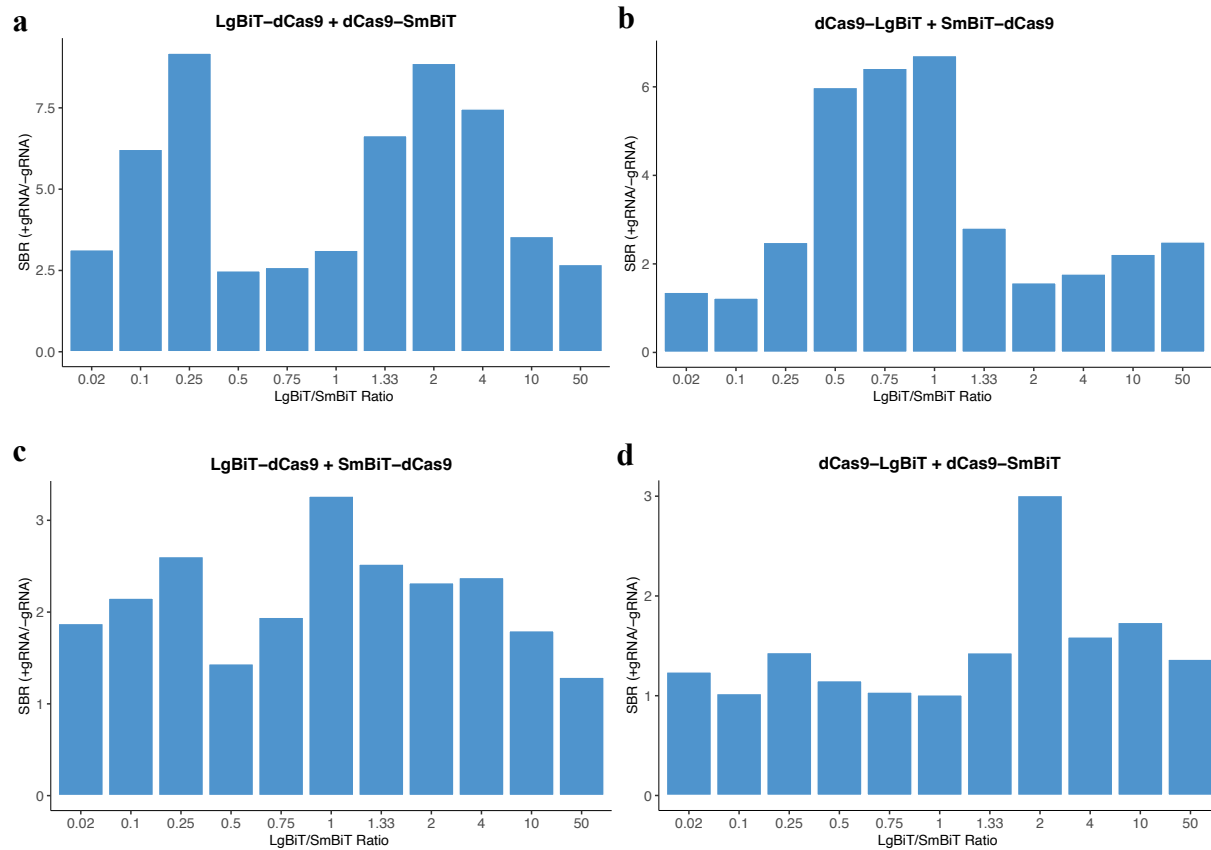 a
LgBiT–dCas9 + dCas9–SmBiT
SBR (+gRNA/−gRNA)
7.5
5.0
2.5
0.0
0.02 0.1 0.25 0.5 0.75 1 1.33 2 4 10 50
LgBiT/SmBiT Ratio
b
dCas9–LgBiT + SmBiT–dCas9
SBR (+gRNA/−gRNA)
6
4
2
0
0.02 0.1 0.25 0.5 0.75 1 1.33 2 4 10 50
LgBiT/SmBiT Ratio
c
LgBiT–dCas9 + SmBiT–dCas9
SBR (+gRNA/−gRNA)
3
2
1
0
0.02 0.1 0.25 0.5 0.75 1 1.33 2 4 10 50
LgBiT/SmBiT Ratio
d
dCas9–LgBiT + dCas9–SmBiT
SBR (+gRNA/−gRNA)
3
2
1
0
0.02 0.1 0.25 0.5 0.75 1 1.33 2 4 10 50
LgBiT/SmBiT Ratio